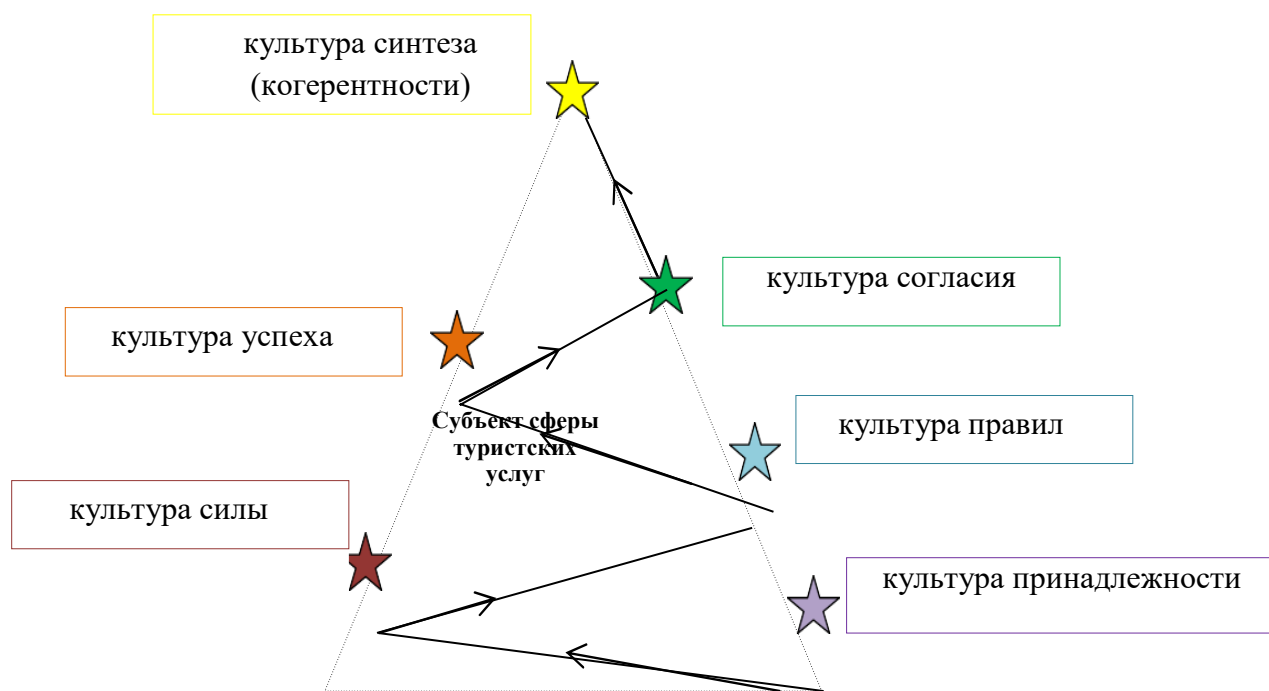 культура синтеза
(когерентности)
культура согласия
культура успеха
культура правил
Субъект сферы
туристских
услуг
культура силы
культура принадлежности